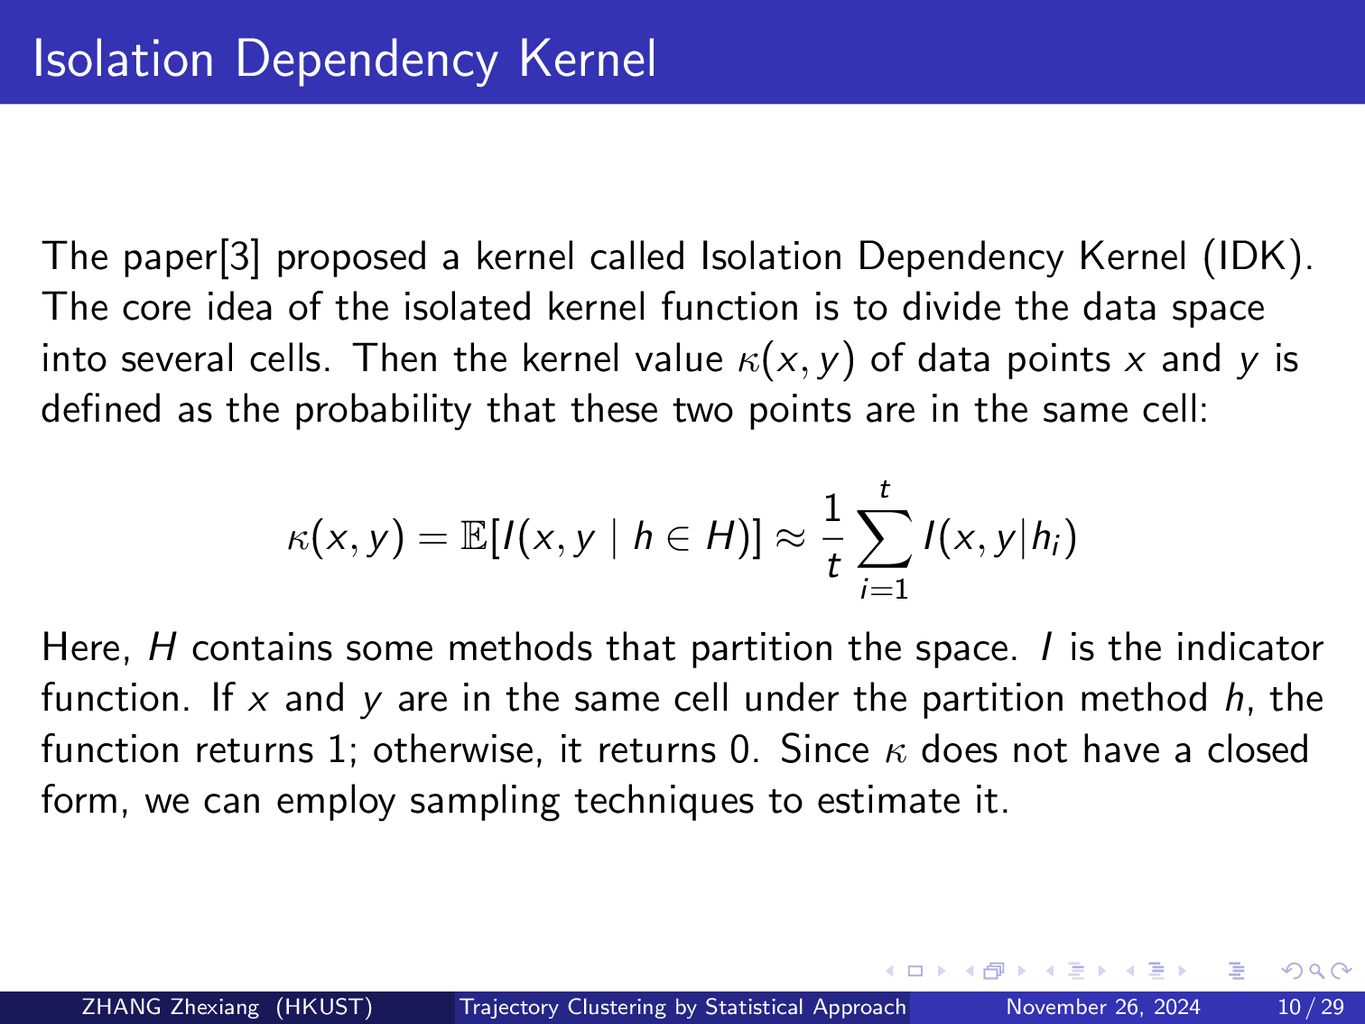 Isolation Dependency Kernel
The paper[3] proposed a kernel called Isolation Dependency Kernel (IDK).
The core idea of the isolated kernel function is to divide the data space
into several cells. Then the kernel value κ(x, y) of data points x and y is
defined as the probability that these two points are in the same cell:
κ(x, y) = 𝔼[I(x, y | h ∈ H)] ≈ \frac{1}{t} \sum_{i=1}^{t} I(x, y|h_i)
Here, H contains some methods that partition the space. I is the indicator
function. If x and y are in the same cell under the partition method h, the
function returns 1; otherwise, it returns 0. Since κ does not have a closed
form, we can employ sampling techniques to estimate it.
ZHANG Zhexiang (HKUST) Trajectory Clustering by Statistical Approach November 26, 2024 10 / 29